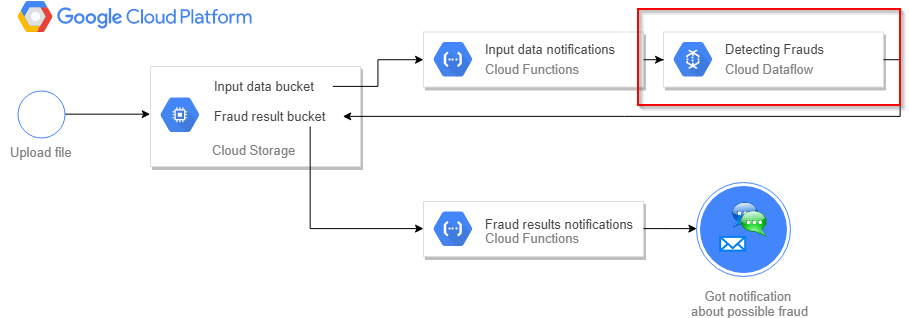 Google Cloud Platform
Input data notifications
Cloud Functions
Detecting Frauds
Cloud Dataflow
Input data bucket
Fraud result bucket
Cloud Storage
Upload file
Fraud results notifications
Cloud Functions
Got notification
about possible fraud